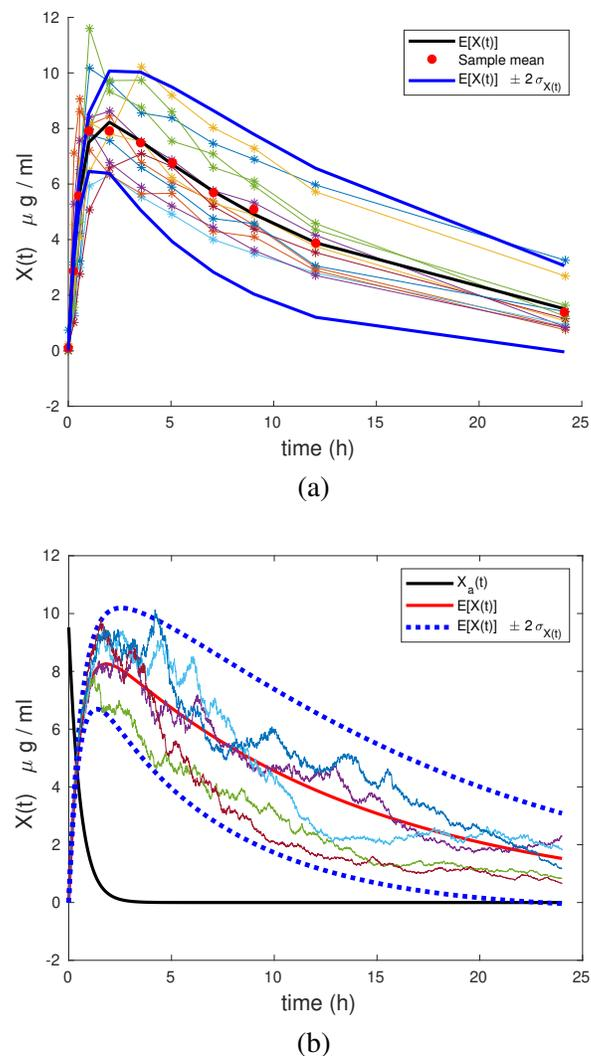 12
10
8
6
4
2
0
-2
X(t) μ g / ml
E[X(t)]
Sample mean
E[X(t)] ± 2 σX(t)
0 5 10 15 20 25
time (h)
(a)
12
10
8
6
4
2
0
-2
X(t) μ g / ml
Xa(t)
E[X(t)]
E[X(t)] ± 2 σX(t)
0 5 10 15 20 25
time (h)
(b)